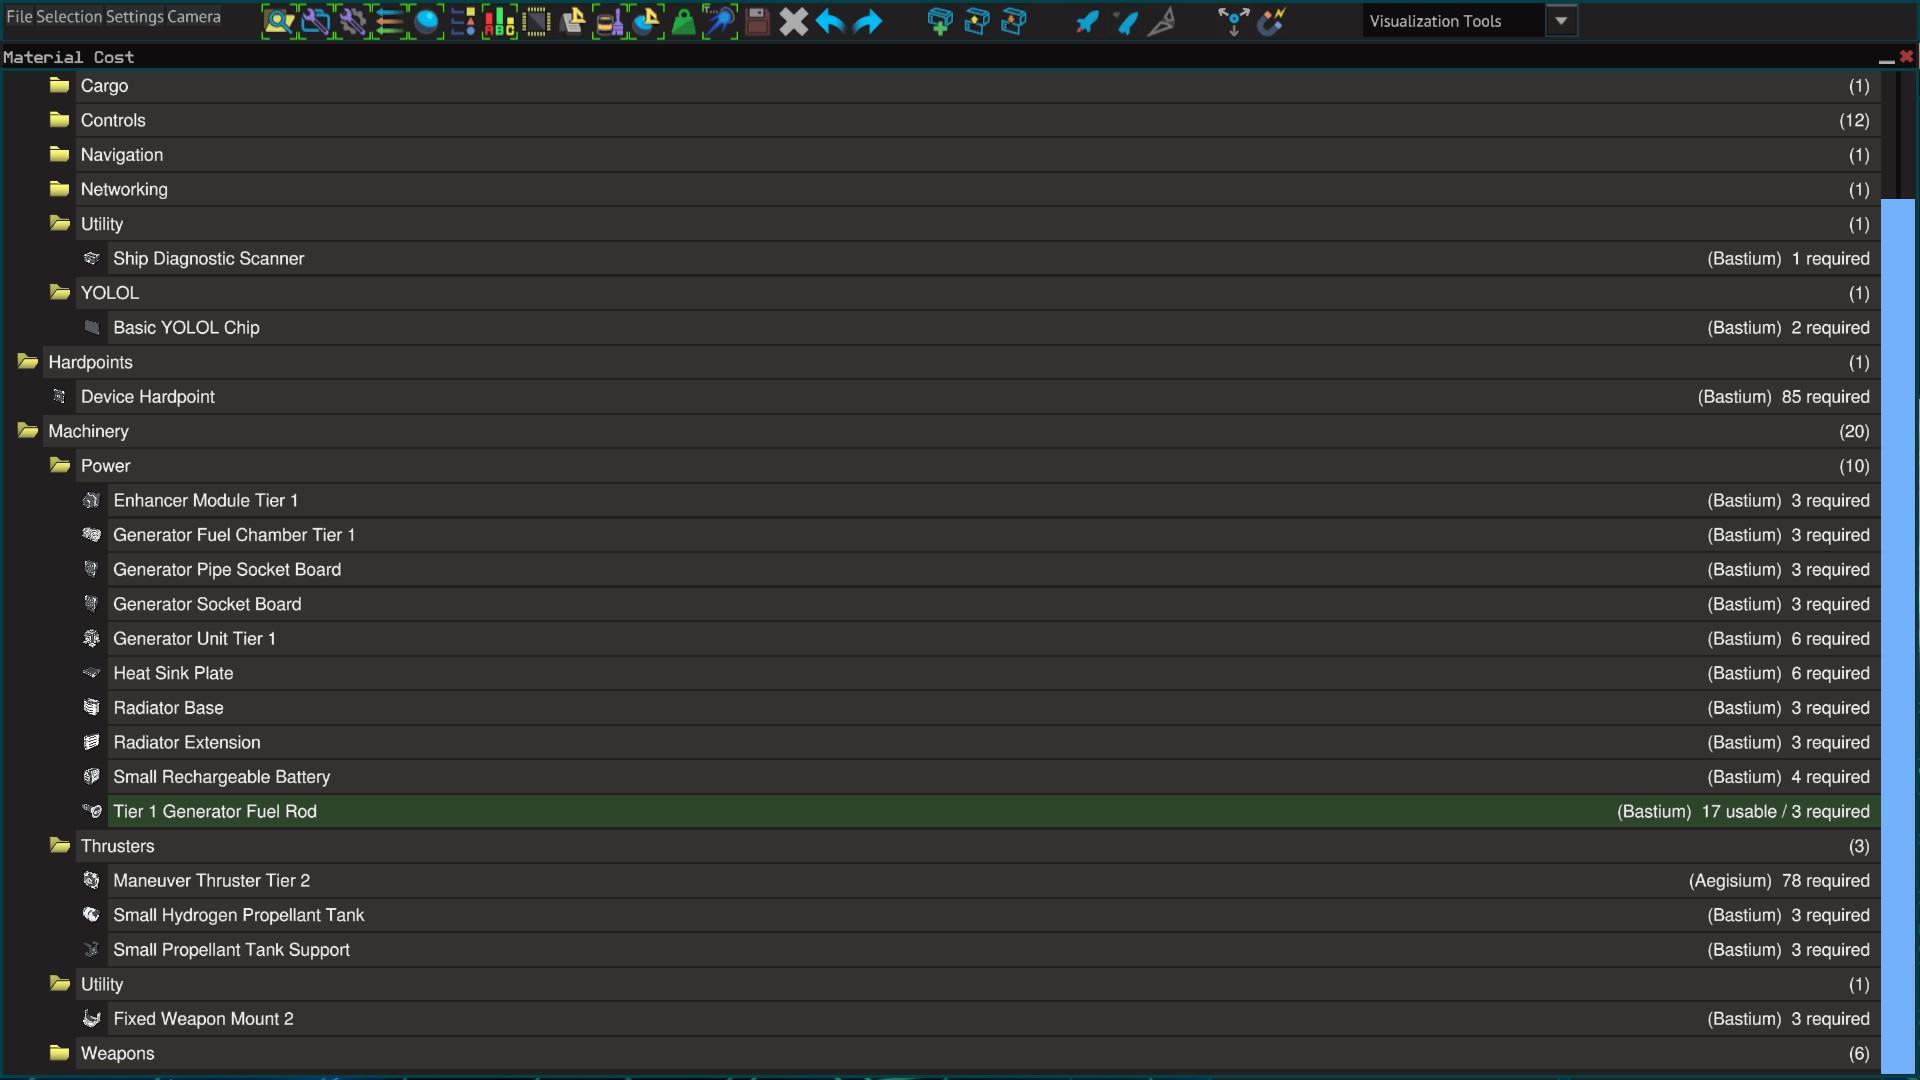 File Selection Settings Camera
ABC
Visualization Tools
Material Cost
Cargo (1)
Controls (12)
Navigation (1)
Networking (1)
Utility (1)
Ship Diagnostic Scanner (Bastium) 1 required
YOLOL (1)
Basic YOLOL Chip (Bastium) 2 required
Hardpoints (1)
Device Hardpoint (Bastium) 85 required
Machinery (20)
Power (10)
Enhancer Module Tier 1 (Bastium) 3 required
Generator Fuel Chamber Tier 1 (Bastium) 3 required
Generator Pipe Socket Board (Bastium) 3 required
Generator Socket Board (Bastium) 3 required
Generator Unit Tier 1 (Bastium) 6 required
Heat Sink Plate (Bastium) 6 required
Radiator Base (Bastium) 3 required
Radiator Extension (Bastium) 3 required
Small Rechargeable Battery (Bastium) 4 required
Tier 1 Generator Fuel Rod (Bastium) 17 usable / 3 required
Thrusters (3)
Maneuver Thruster Tier 2 (Aegisium) 78 required
Small Hydrogen Propellant Tank (Bastium) 3 required
Small Propellant Tank Support (Bastium) 3 required
Utility (1)
Fixed Weapon Mount 2 (Bastium) 3 required
Weapons (6)